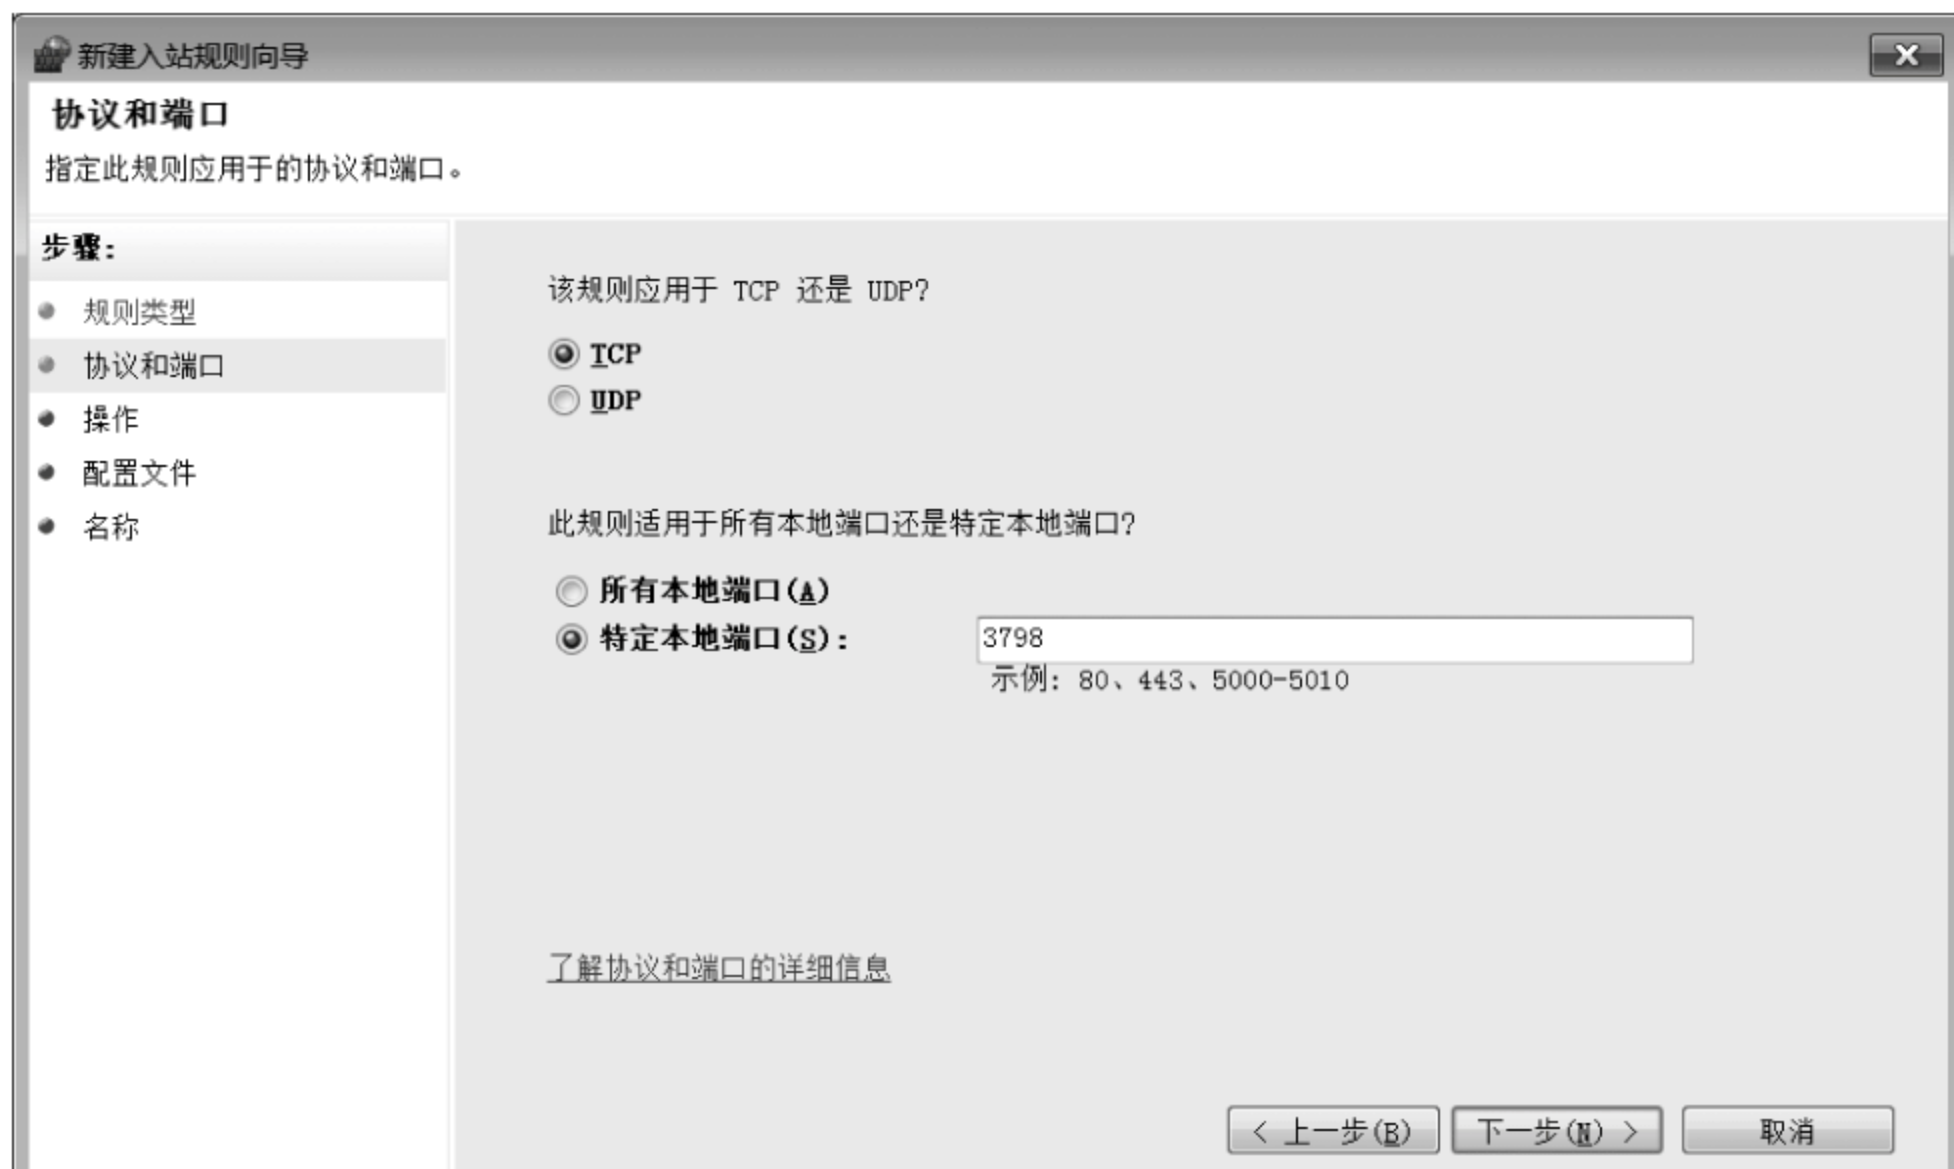 新建入站规则向导
协议和端口
指定此规则应用于的协议和端口。
步骤:
规则类型
协议和端口
操作
配置文件
名称
该规则应用于 TCP 还是 UDP?
TCP
UDP
此规则适用于所有本地端口还是特定本地端口?
所有本地端口(A)
特定本地端口(S): 3798
示例: 80、443、5000-5010
了解协议和端口的详细信息
< 上一步(B) 下一步(N) > 取消